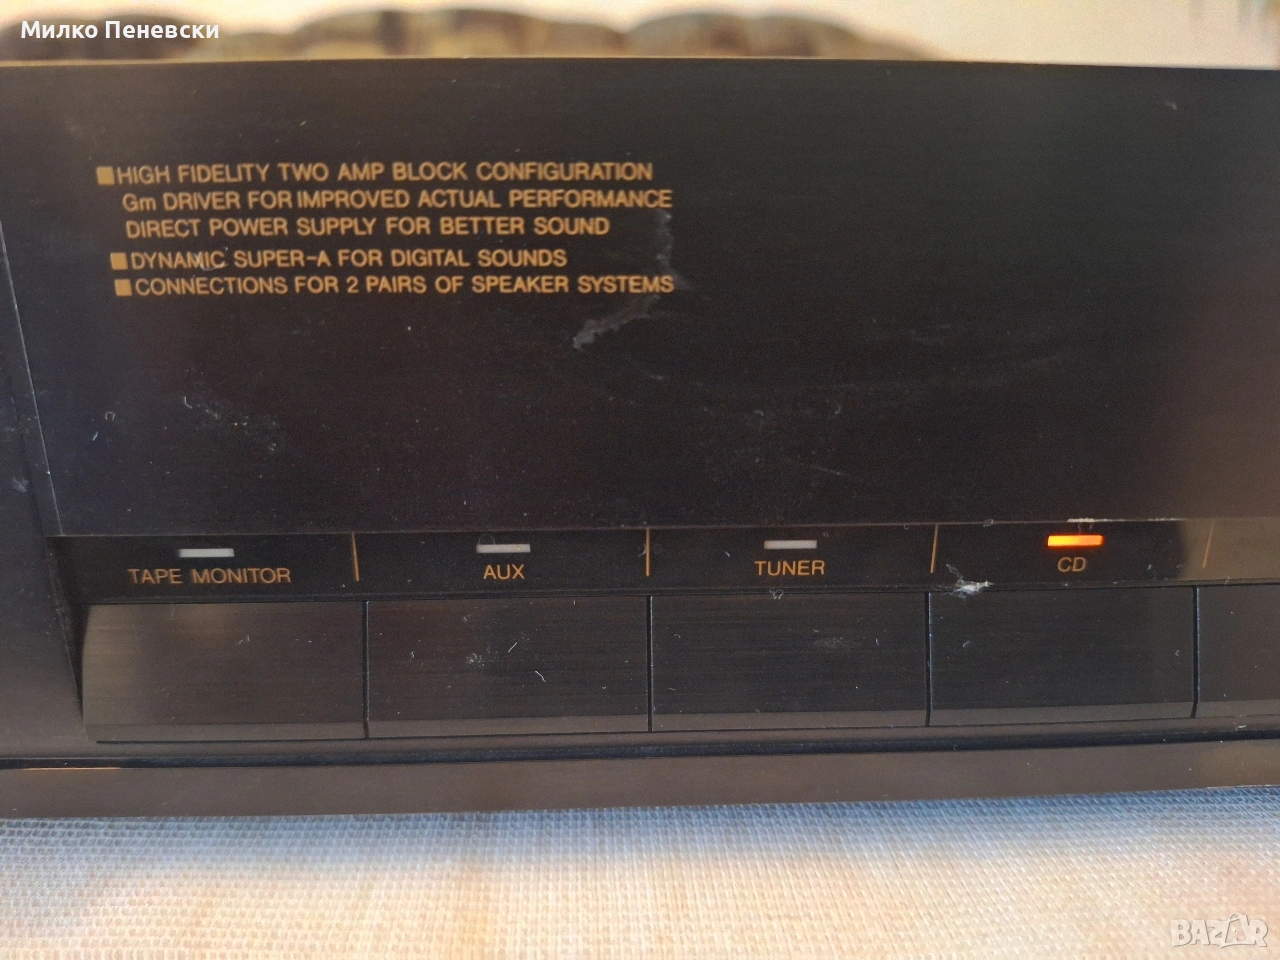 Милко Пеневски
■HIGH FIDELITY TWO AMP BLOCK CONFIGURATION
Gm DRIVER FOR IMPROVED ACTUAL PERFORMANCE
DIRECT POWER SUPPLY FOR BETTER SOUND
■DYNAMIC SUPER-A FOR DIGITAL SOUNDS
■CONNECTIONS FOR 2 PAIRS OF SPEAKER SYSTEMS
TAPE MONITOR
AUX
TUNER
CD
BAZAR